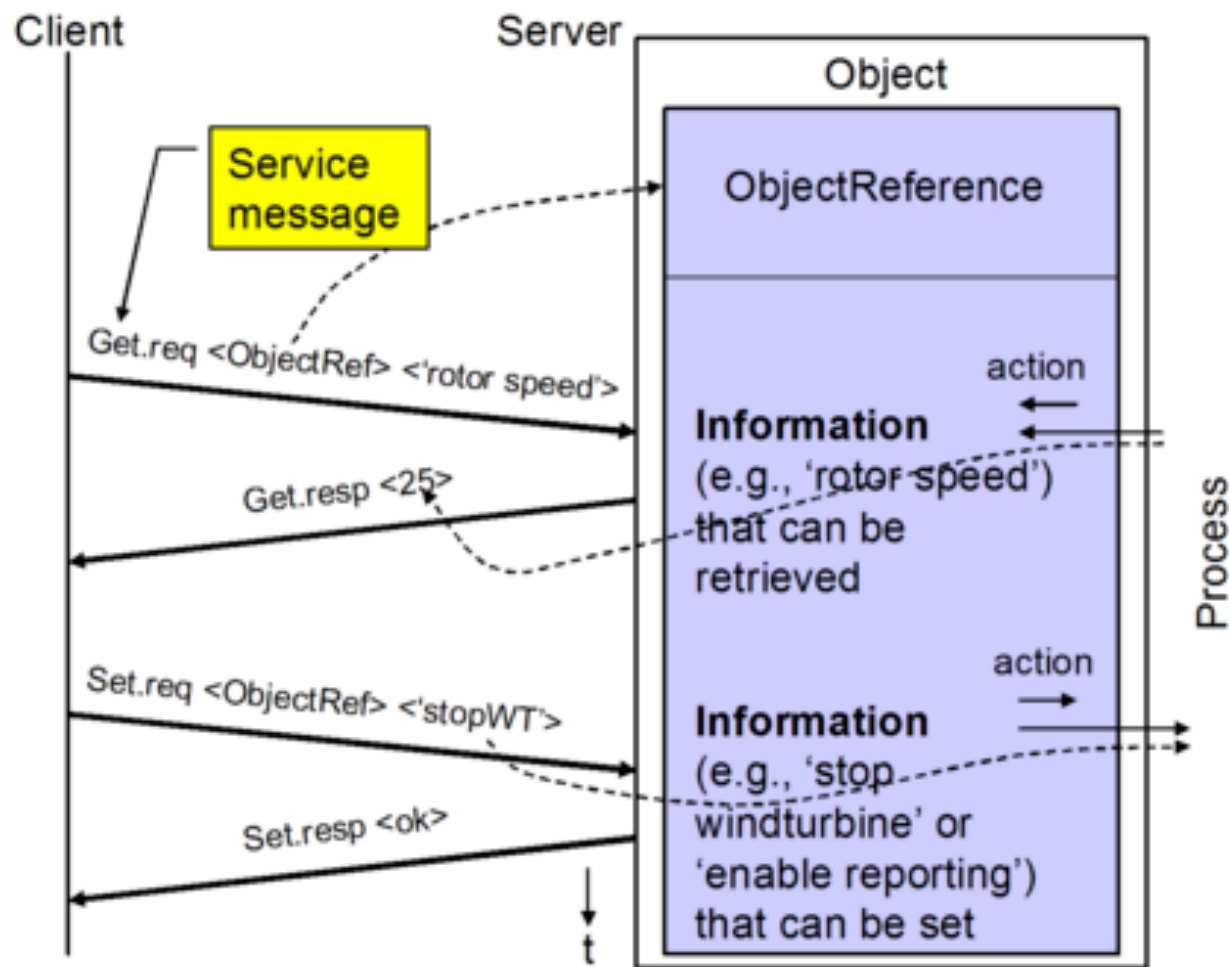 Client
Server
Object
Service
message
ObjectReference
Get.req <ObjectRef> <‘rotor speed’>
action
Information
(e.g., ‘rotor speed’)
that can be
retrieved
Get.resp <25>
Process
Set.req <ObjectRef> <‘stopWT’>
action
Information
(e.g., ‘stop
windturbine’ or
‘enable reporting’)
that can be set
Set.resp <ok>
t